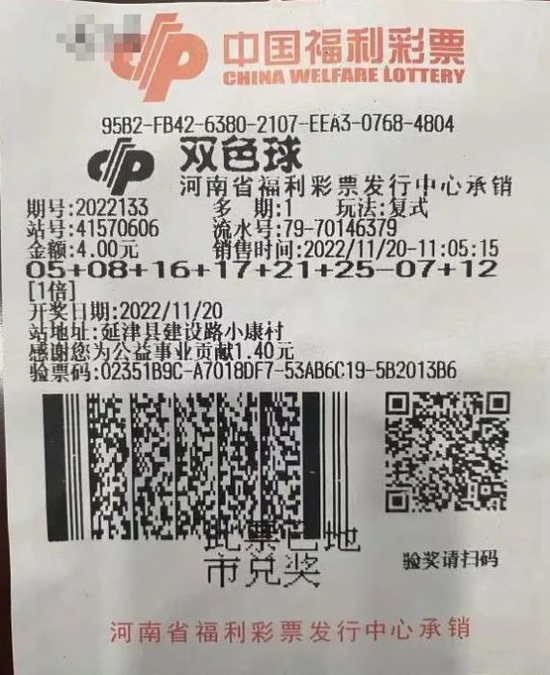 中国福利彩票
CHINA WELFARE LOTTERY
95B2-FB42-6380-2107-EEA3-0768-4804
双色球
河南省福利彩票发行中心承销
期号:2022133 多 期:1 玩法:复式
站号:41570606 流水号:79-70146379
金额:4.00元 销售时间:2022/11/20-11:05:15
05+08+16+17+21+25-07+12
[1倍]
开奖日期:2022/11/20
站地址:延津县建设路小康村
感谢您为公益事业贡献1.40元
验票码:02351B9C-A7018DF7-53AB6C19-5B2013B6
此票已地
市兑奖
验奖请扫码
河南省福利彩票发行中心承销